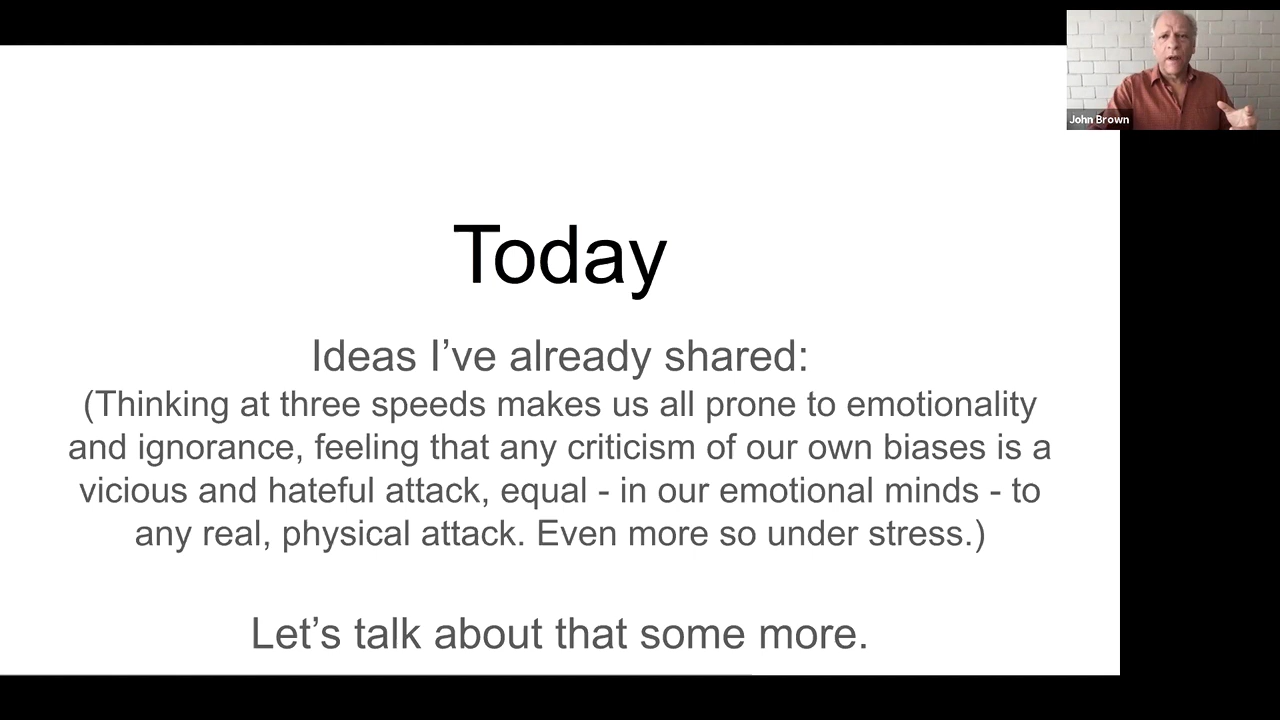 John Brown
Today
Ideas I’ve already shared:
(Thinking at three speeds makes us all prone to emotionality
and ignorance, feeling that any criticism of our own biases is a
vicious and hateful attack, equal - in our emotional minds - to
any real, physical attack. Even more so under stress.)
Let’s talk about that some more.